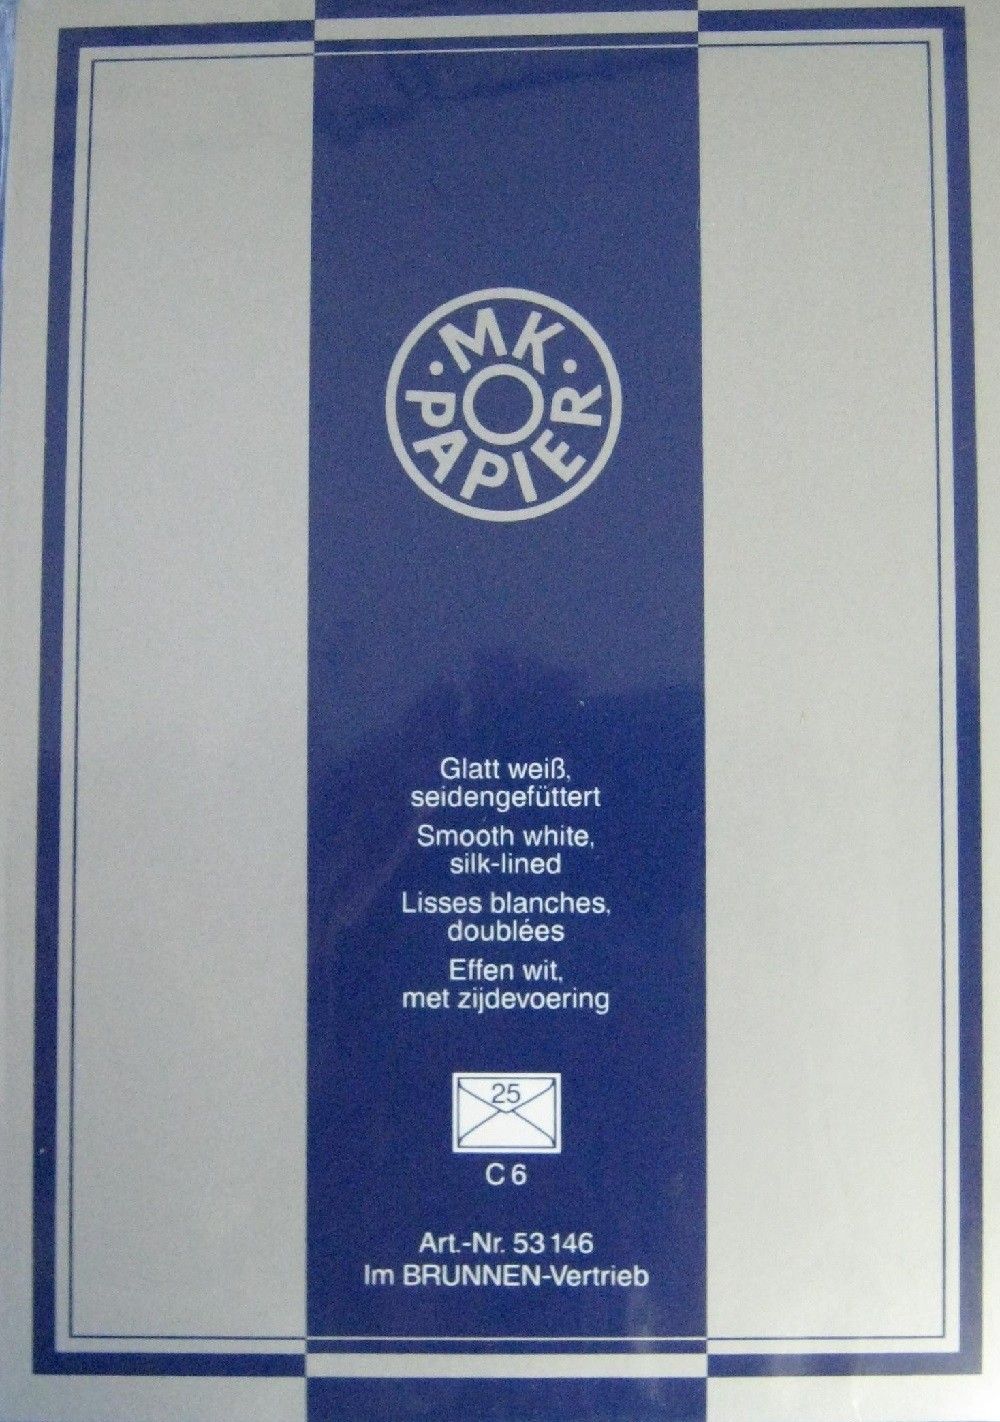 · MK ·
PAPIER
Glatt weiß,
seidengefüttert
Smooth white,
silk-lined
Lisses blanches,
doublées
Effen wit,
met zijdevoering
25
C 6
Art.-Nr. 53 146
Im BRUNNEN-Vertrieb